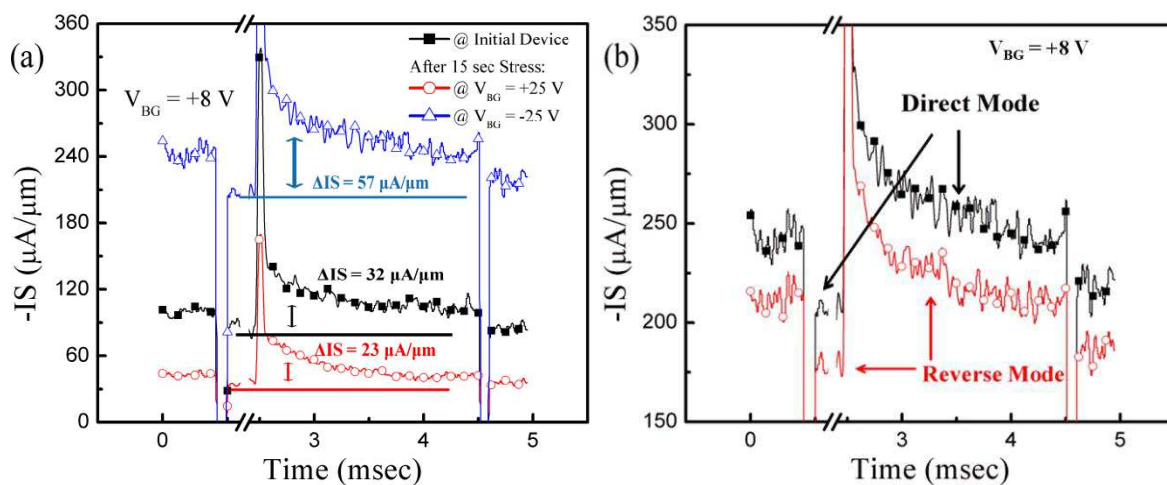 (a)
V_BG = +8 V
@ Initial Device
After 15 sec Stress:
@ V_BG = +25 V
@ V_BG = -25 V
ΔIS = 57 μA/μm
ΔIS = 32 μA/μm
ΔIS = 23 μA/μm
-IS (μA/μm)
360
300
240
180
120
60
0
0
3
4
5
Time (msec)
(b)
V_BG = +8 V
Direct Mode
Reverse Mode
-IS (μA/μm)
350
300
250
200
150
0
3
4
5
Time (msec)